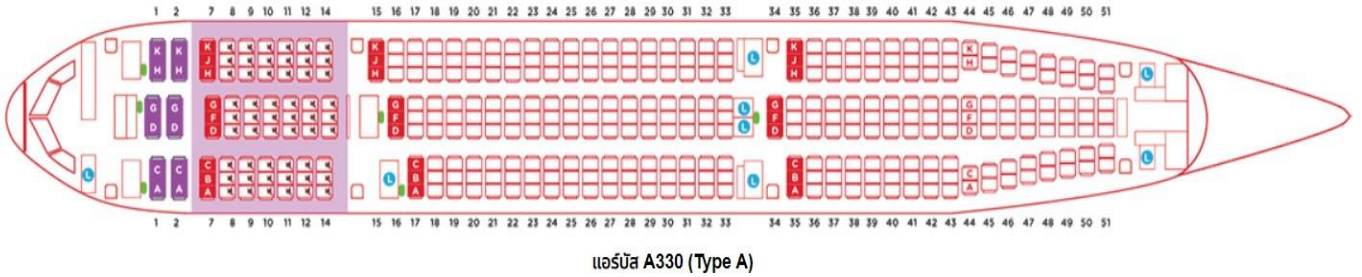 1 2 7 8 9 10 11 12 14 15 16 17 18 19 20 21 22 23 24 25 26 27 28 29 30 31 32 33 34 35 36 37 38 39 40 41 42 43 44 45 46 47 48 49 50 51
K K K K K K
H H J J J H
H H H
L L
G G G G G G
D D F F F F
D D D D
L
L
C C C C C C
A A B B B A
A A A
L L L L
1 2 7 8 9 10 11 12 14 15 16 17 18 19 20 21 22 23 24 25 26 27 28 29 30 31 32 33 34 35 36 37 38 39 40 41 42 43 44 45 46 47 48 49 50 51
แอร์บัส A330 (Type A)